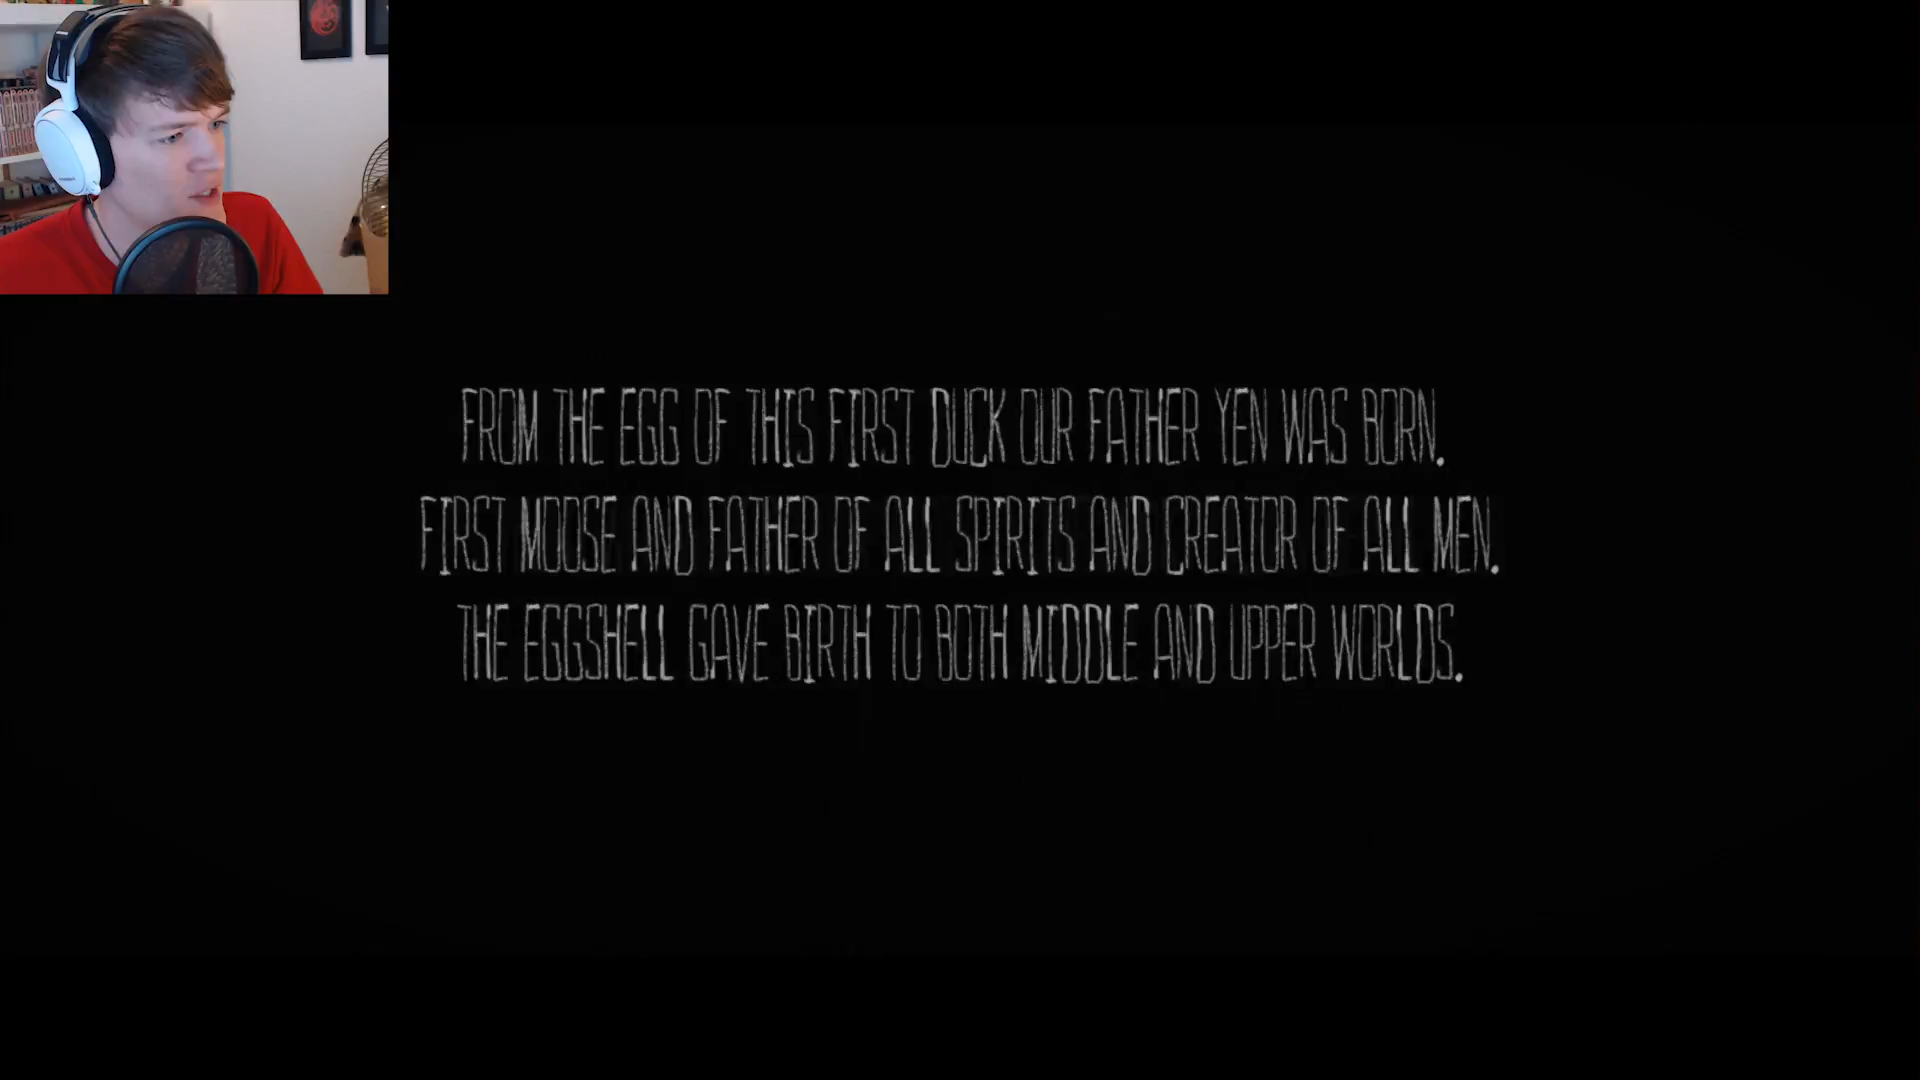 FROM THE EGG OF THIS FIRST DUCK OUR FATHER YEN WAS BORN.
FIRST MOOSE AND FATHER OF ALL SPIRITS AND CREATOR OF ALL MEN.
THE EGGSHELL GAVE BIRTH TO BOTH MIDDLE AND UPPER WORLDS.